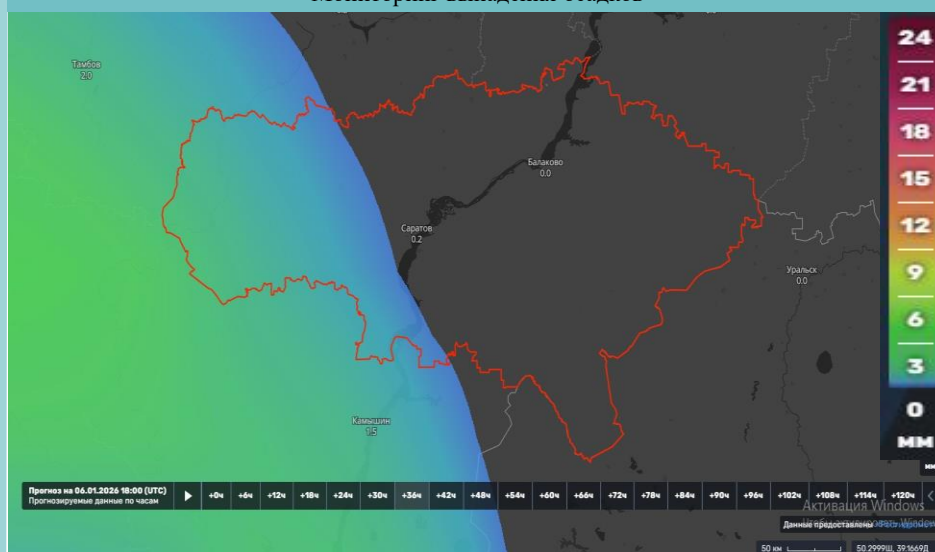 Мониторинг выпадения осадков
Тамбов
2.0
Балаково
0.0
Саратов
0.2
Уральск
0.0
Камышин
1.5
24
21
18
15
12
9
6
3
0
мм
Прогноз на 06.01.2026 18:00 (UTC)
Прогнозируемые данные по часам
+0ч +6ч +12ч +18ч +24ч +30ч +36ч +42ч +48ч +54ч +60ч +66ч +72ч +78ч +84ч +90ч +96ч +102ч +108ч +114ч +120ч
Активация Windows
Данные предоставлены
50 км
50.2999Ш, 39.1669Д